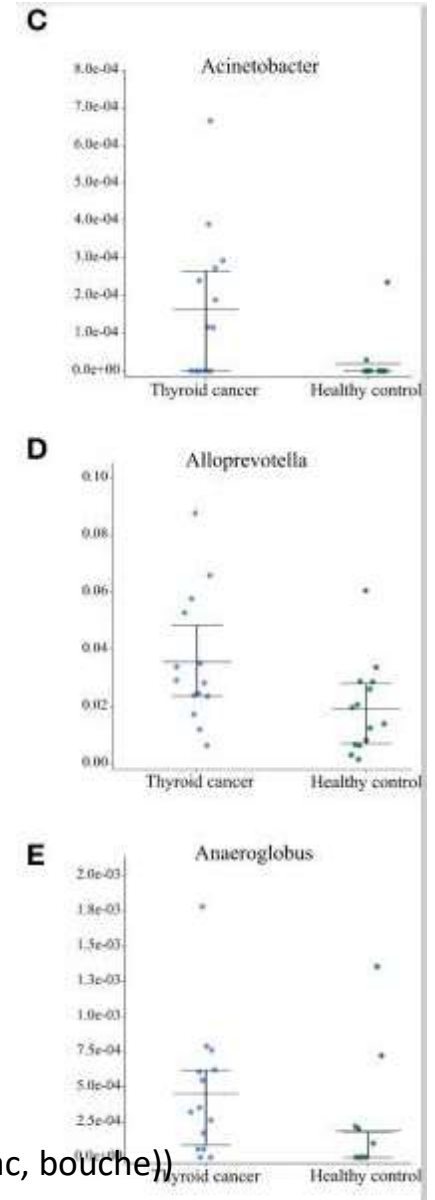 C
Acinetobacter
8.0e-04
7.0e-04
6.0e-04
5.0e-04
4.0e-04
3.0e-04
2.0e-04
1.0e-04
0.0e+00
Thyroid cancer Healthy control
D
Alloprevotella
0.10
0.08
0.06
0.04
0.02
0.00
Thyroid cancer Healthy control
E
Anaeroglobus
2.0e-03
1.8e-03
1.5e-03
1.3e-03
1.0e-03
7.5e-04
5.0e-04
2.5e-04
bouche))
Thyroid cancer Healthy control